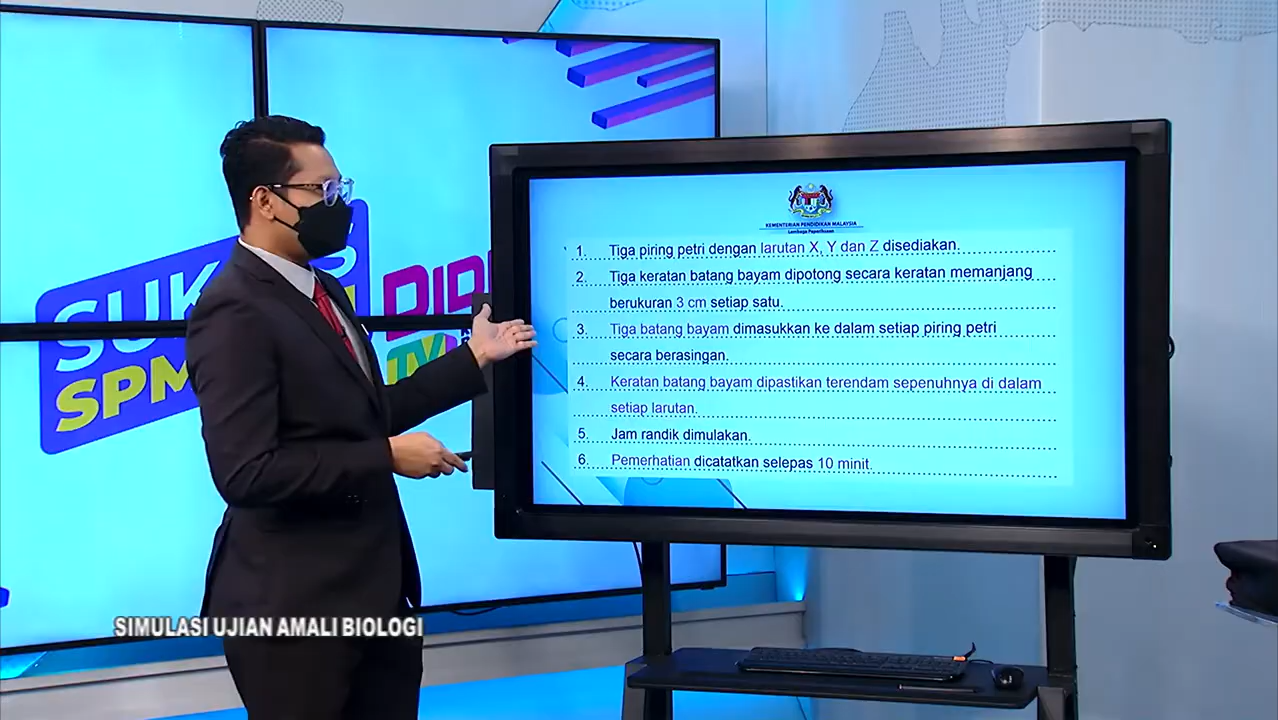 KEMENTERIAN PENDIDIKAN MALAYSIA
Lembaga Peperiksaan
1. Tiga piring petri dengan larutan X, Y dan Z disediakan.
2. Tiga keratan batang bayam dipotong secara keratan memanjang
berukuran 3 cm setiap satu.
3. Tiga batang bayam dimasukkan ke dalam setiap piring petri
secara berasingan.
4. Keratan batang bayam dipastikan terendam sepenuhnya di dalam
setiap larutan.
5. Jam randik dimulakan.
6. Pemerhatian dicatatkan selepas 10 minit.
SPM
TV
SIMULASI UJIAN AMALI BIOLOGI